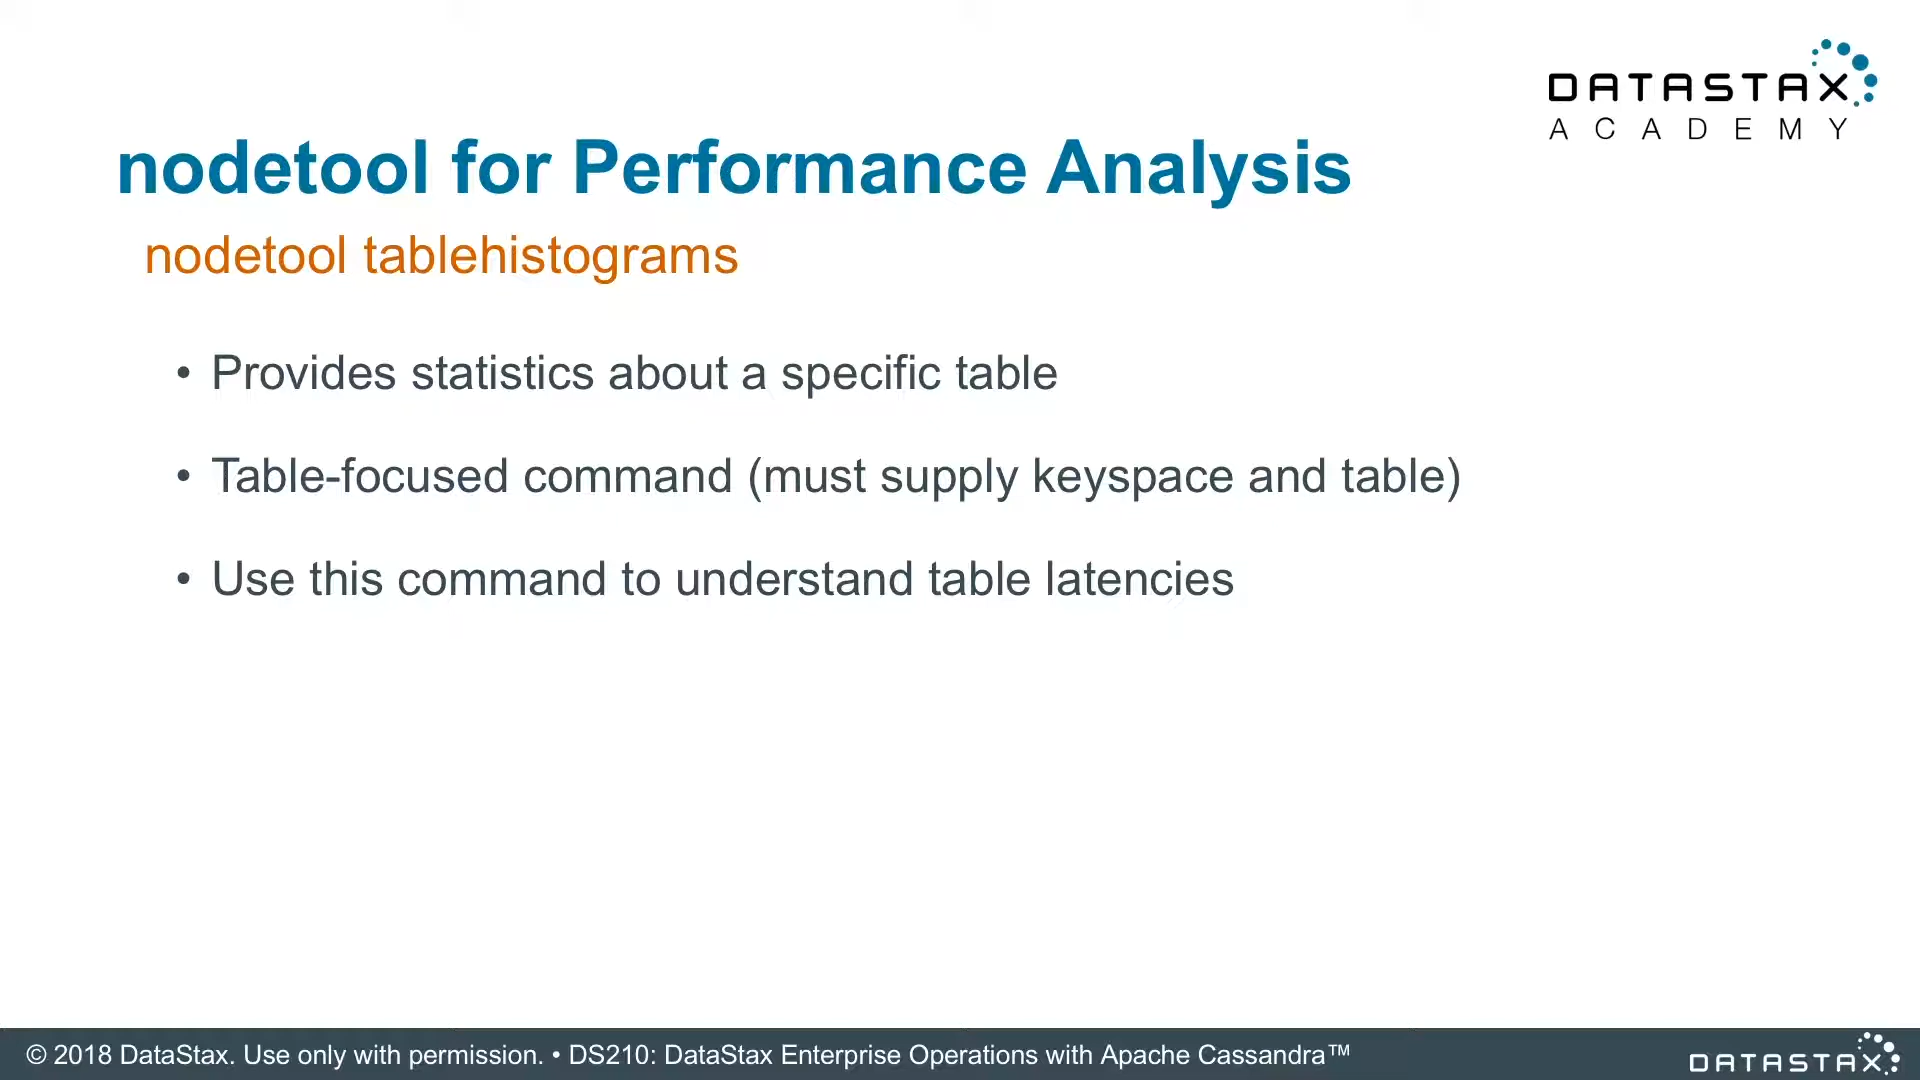 DATASTAX
ACADEMY
nodetool for Performance Analysis
nodetool tablehistograms
• Provides statistics about a specific table
• Table-focused command (must supply keyspace and table)
• Use this command to understand table latencies
© 2018 DataStax. Use only with permission. • DS210: DataStax Enterprise Operations with Apache Cassandra™
DATASTAX